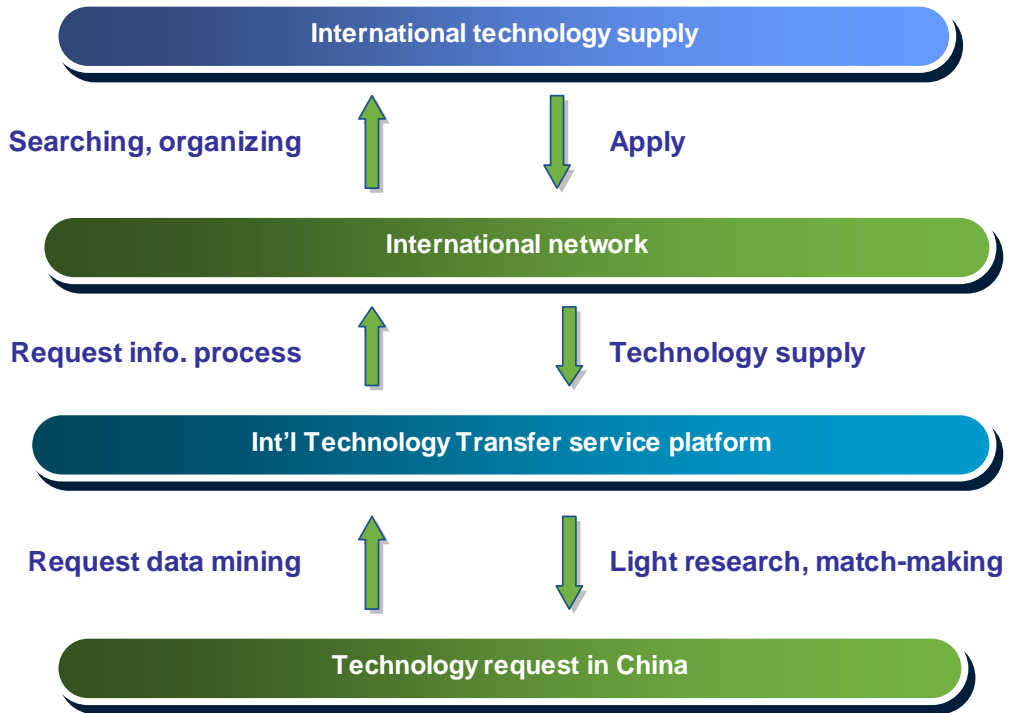 International technology supply
Searching, organizing
Apply
International network
Request info. process
Technology supply
Int’l Technology Transfer service platform
Request data mining
Light research, match-making
Technology request in China